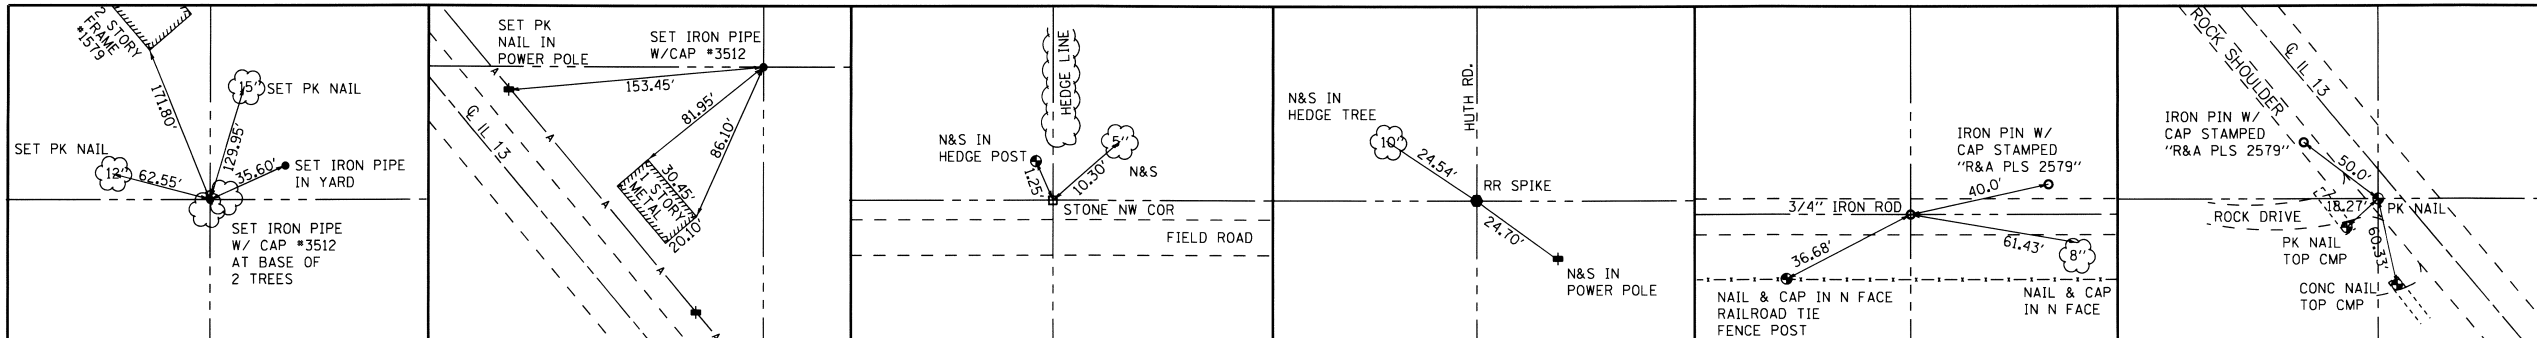 2 STORY
FRAME
#1579
171.80'
15"
SET PK NAIL
129.95'
SET PK NAIL
12"
62.55'
35.60'
SET IRON PIPE
IN YARD
SET IRON PIPE
W/ CAP #3512
AT BASE OF
2 TREES
SET PK
NAIL IN
POWER POLE
SET IRON PIPE
W/CAP #3512
153.45'
81.95'
86.10'
℄ IL 13
A
A
A
A
A
30.45'
1 STORY
METAL
20.10'
HEDGE LINE
N&S IN
HEDGE POST
5"
1.25'
10.30'
N&S
STONE NW COR
FIELD ROAD
HUTH RD.
N&S IN
HEDGE TREE
10"
24.54'
RR SPIKE
24.70'
N&S IN
POWER POLE
IRON PIN W/
CAP STAMPED
"R&A PLS 2579"
40.0'
3/4" IRON ROD
61.43'
36.68'
8"
NAIL & CAP IN N FACE
RAILROAD TIE
FENCE POST
NAIL & CAP
IN N FACE
ROCK SHOULDER
℄ IL 13
IRON PIN W/
CAP STAMPED
"R&A PLS 2579"
50.0'
18.27'
PK NAIL
ROCK DRIVE
60.33'
PK NAIL
TOP CMP
CONC NAIL
TOP CMP